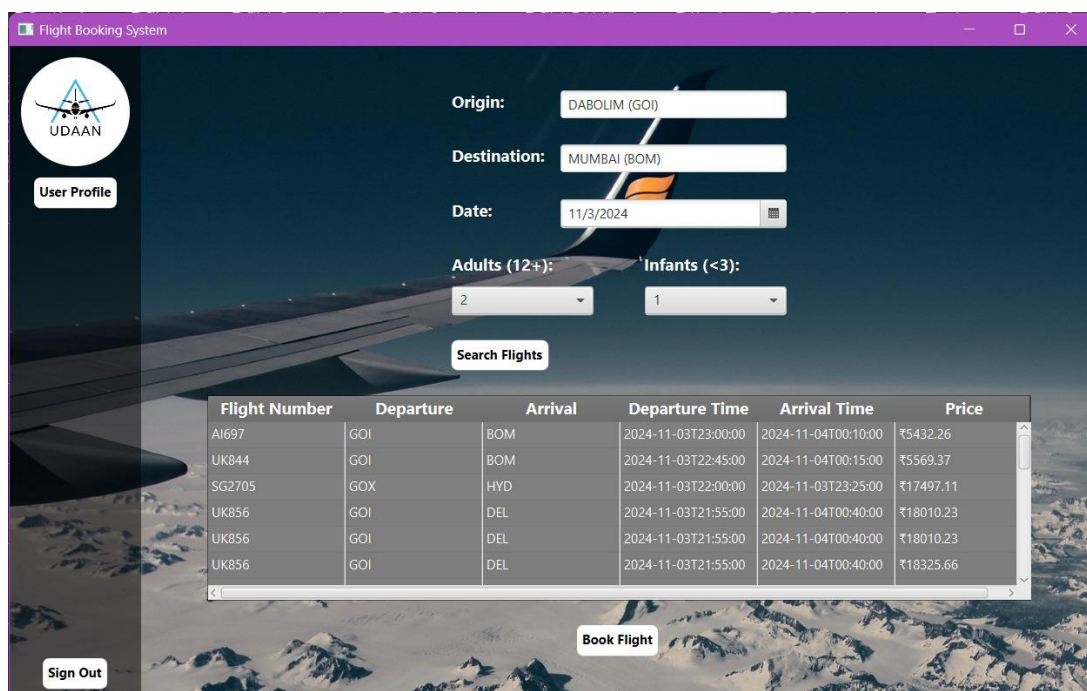 Flight Booking System
UDAAN
User Profile
Origin: DABOLIM (GOI)
Destination: MUMBAI (BOM)
Date: 11/3/2024
Adults (12+): Infants (<3):
2 1
Search Flights
Flight Number Departure Arrival Departure Time Arrival Time Price
AI697 GOI BOM 2024-11-03T23:00:00 2024-11-04T00:10:00 ₹5432.26
UK844 GOI BOM 2024-11-03T22:45:00 2024-11-04T00:15:00 ₹5569.37
SG2705 GOX HYD 2024-11-03T22:00:00 2024-11-03T23:25:00 ₹17497.11
UK856 GOI DEL 2024-11-03T21:55:00 2024-11-04T00:40:00 ₹18010.23
UK856 GOI DEL 2024-11-03T21:55:00 2024-11-04T00:40:00 ₹18010.23
UK856 GOI DEL 2024-11-03T21:55:00 2024-11-04T00:40:00 ₹18325.66
Book Flight
Sign Out